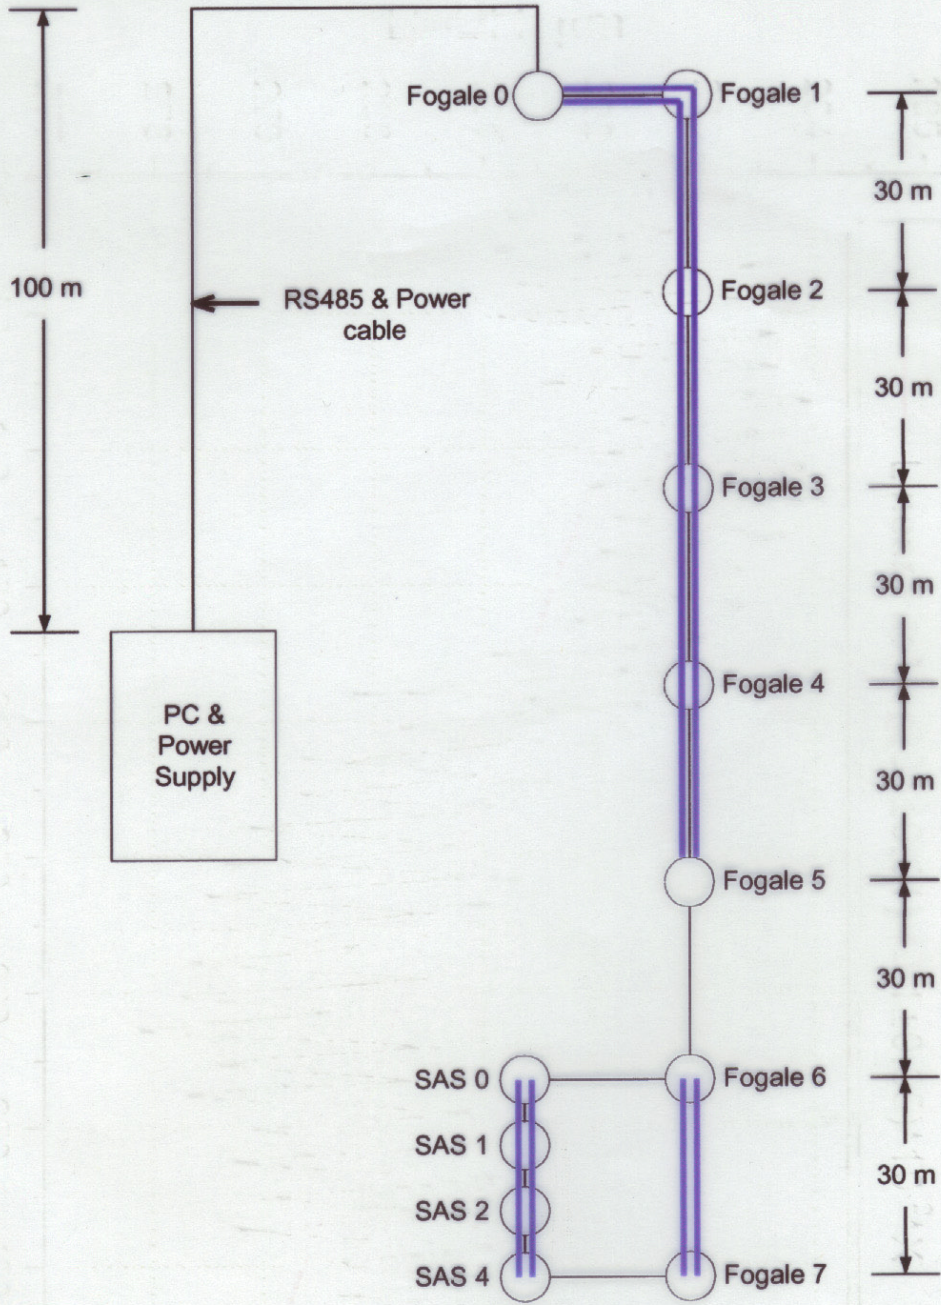 Fogale 0
Fogale 1
30 m
100 m
RS485 & Power
cable
Fogale 2
30 m
Fogale 3
30 m
Fogale 4
PC &
Power
Supply
30 m
Fogale 5
30 m
SAS 0
Fogale 6
SAS 1
30 m
SAS 2
SAS 4
Fogale 7